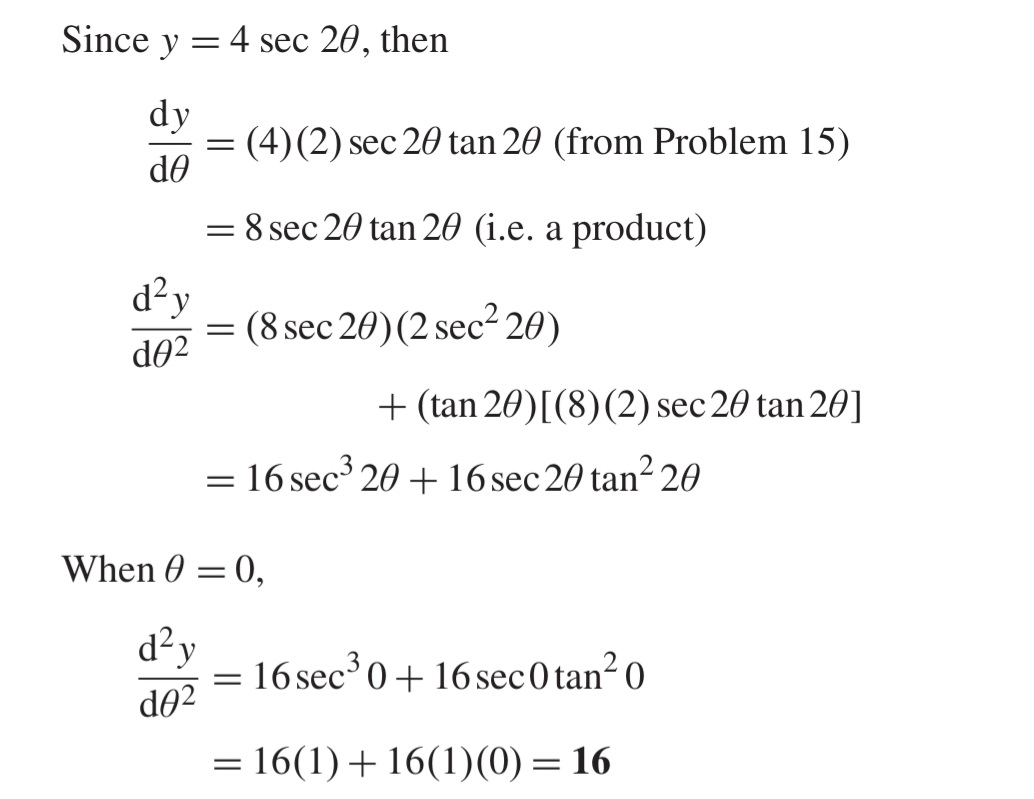 Since y = 4 sec 2θ, then
dy/dθ = (4)(2) sec 2θ tan 2θ (from Problem 15)
= 8 sec 2θ tan 2θ (i.e. a product)
d²y/dθ² = (8 sec 2θ)(2 sec² 2θ)
+ (tan 2θ)[(8)(2) sec 2θ tan 2θ]
= 16 sec³ 2θ + 16 sec 2θ tan² 2θ
When θ = 0,
d²y/dθ² = 16 sec³ 0 + 16 sec 0 tan² 0
= 16(1) + 16(1)(0) = 16